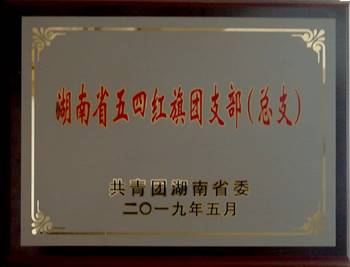 湖南省五四红旗团支部(总支)
共青团湖南省委
二〇一九年五月